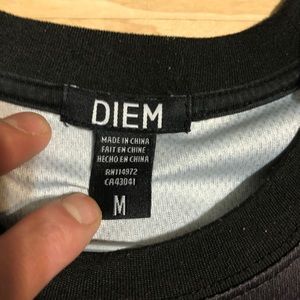 DIEM
MADE IN CHINA
FAIT EN CHINE
HECHO EN CHINA
RN114972
CA43041
M